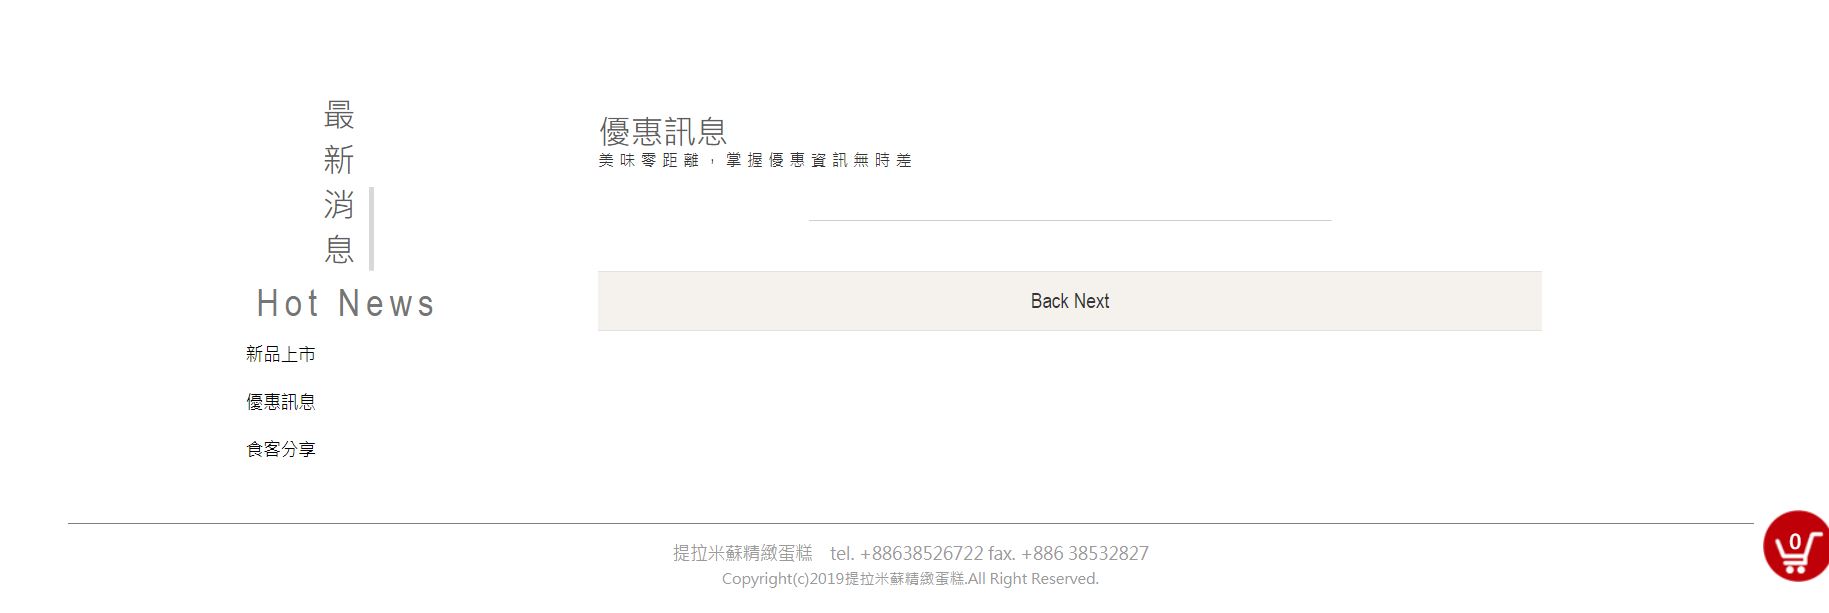 最
新
消
息
Hot News
新品上市
優惠訊息
食客分享
優惠訊息
美味零距離，掌握優惠資訊無時差
Back Next
提拉米蘇精緻蛋糕 tel. +88638526722 fax. +886 38532827
Copyright(c)2019提拉米蘇精緻蛋糕.All Right Reserved.
0